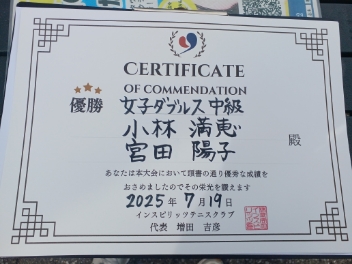 CERTIFICATE
OF COMMENDATION
優勝 女子ダブルス 中級
小林 満恵
宮田 陽子
殿
あなたは本大会において頭書の通り優秀な成績を
おさめましたのでその栄光を讃えます
2025年 7月19日
インスピリッツテニスクラブ
代表 増田 吉彦